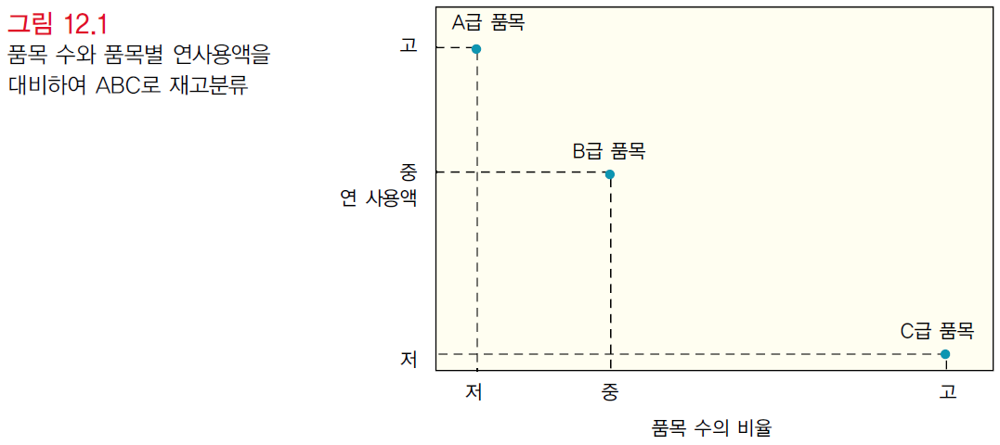 그림 12.1
품목 수와 품목별 연사용액을
대비하여 ABC로 재고분류
A급 품목
고
B급 품목
중
연 사용액
C급 품목
저
저 중 고
품목 수의 비율